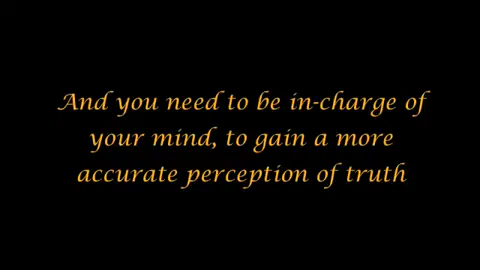 And you need to be in-charge of
your mind, to gain a more
accurate perception of truth